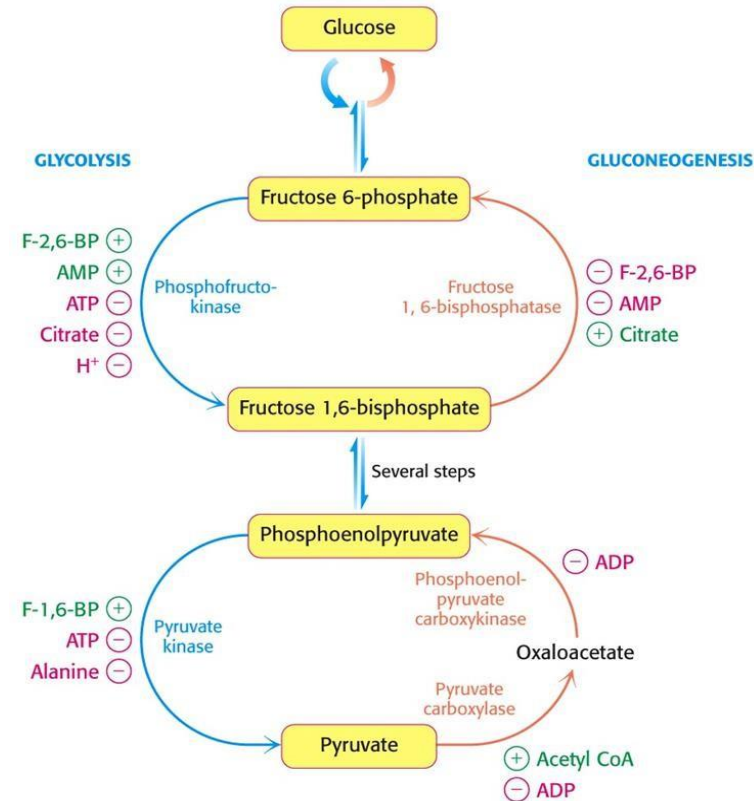 Glucose
GLYCOLYSIS
GLUCONEOGENESIS
Fructose 6-phosphate
F-2,6-BP +
AMP +
ATP −
Citrate −
H⁺ −
Phosphofructo-
kinase
Fructose
1, 6-bisphosphatase
− F-2,6-BP
− AMP
+ Citrate
Fructose 1,6-bisphosphate
Several steps
Phosphoenolpyruvate
F-1,6-BP +
ATP −
Alanine −
Pyruvate
kinase
Phosphoenol-
pyruvate
carboxykinase
− ADP
Oxaloacetate
Pyruvate
carboxylase
Pyruvate
+ Acetyl CoA
− ADP